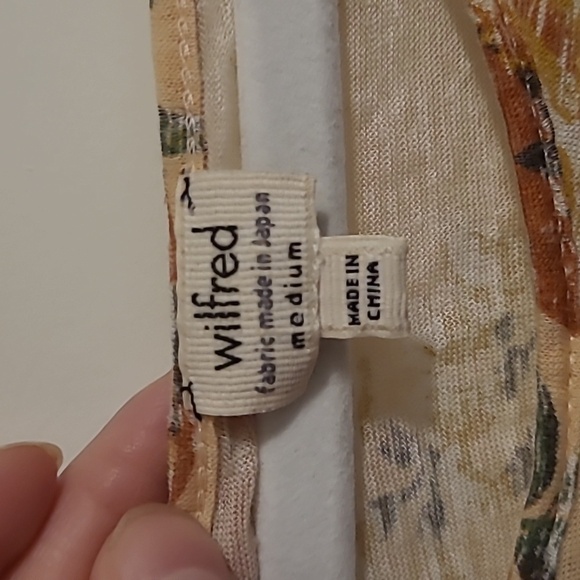 wilfred
fabric made in Japan
medium
MADE IN
CHINA